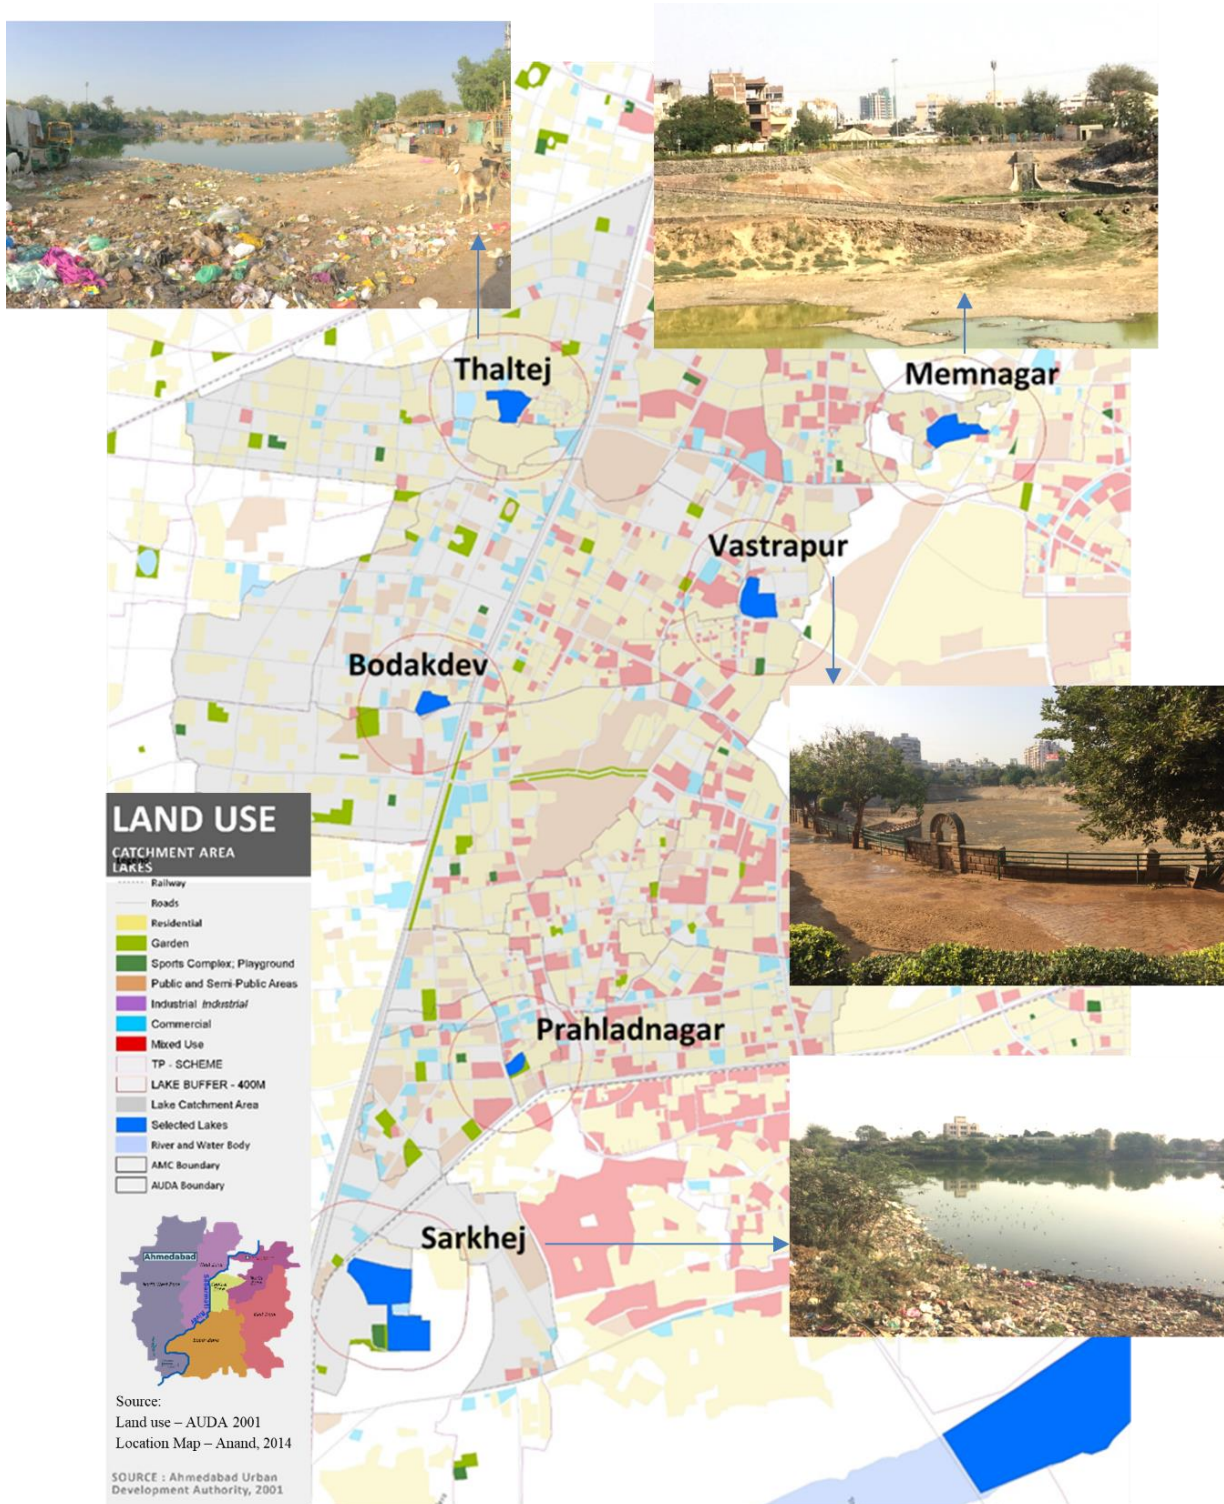 Thaltej
Memnagar
Vastrapur
Bodakdev
Prahladnagar
Sarkhej
LAND USE
CATCHMENT AREA
LAKES
Railway
Roads
Residential
Garden
Sports Complex; Playground
Public and Semi-Public Areas
Industrial Industrial
Commercial
Mixed Use
TP - SCHEME
LAKE BUFFER - 400M
Lake Catchment Area
Selected Lakes
River and Water Body
AMC Boundary
AUDA Boundary
Ahmedabad
Source:
Land use – AUDA 2001
Location Map – Anand, 2014
SOURCE : Ahmedabad Urban
Development Authority, 2001